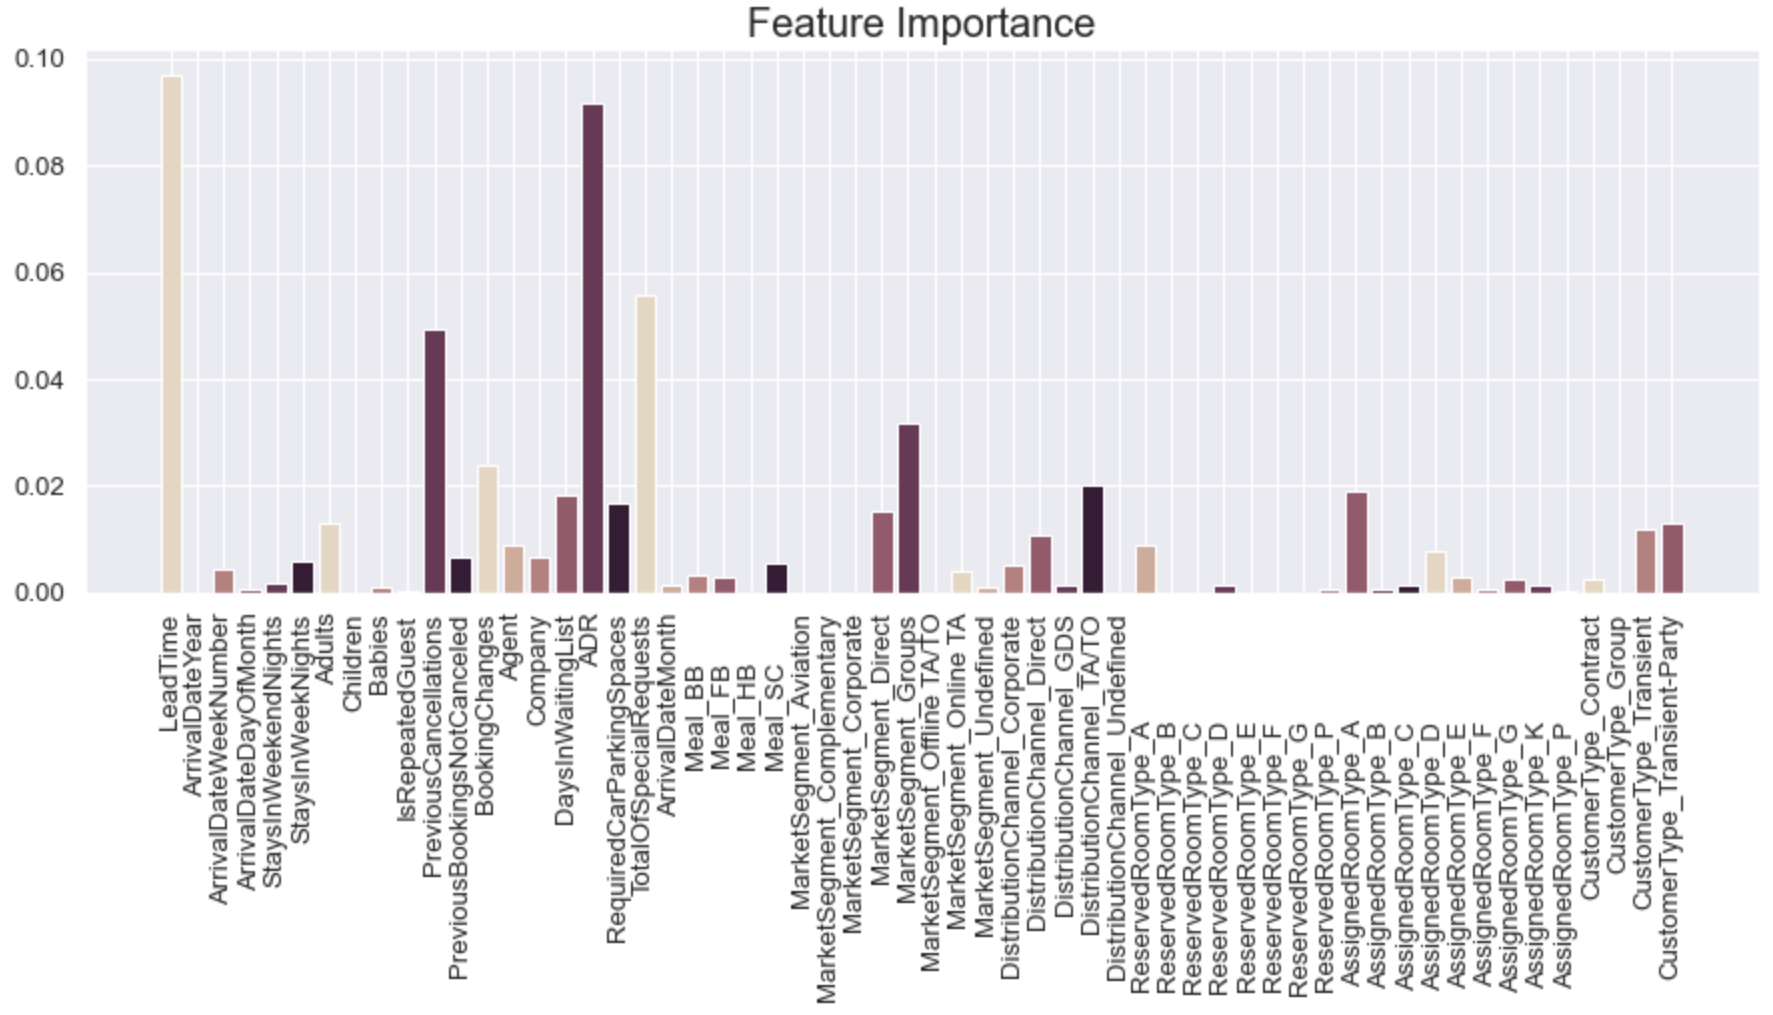 Feature Importance
0.10
0.08
0.06
0.04
0.02
0.00
LeadTime
ArrivalDateYear
ArrivalDateWeekNumber
ArrivalDateDayOfMonth
StaysInWeekendNights
StaysInWeekNights
Adults
Children
Babies
IsRepeatedGuest
PreviousCancellations
PreviousBookingsNotCanceled
BookingChanges
Agent
Company
DaysInWaitingList
ADR
RequiredCarParkingSpaces
TotalOfSpecialRequests
ArrivalDateMonth
Meal_BB
Meal_FB
Meal_HB
Meal_SC
MarketSegment_Aviation
MarketSegment_Complementary
MarketSegment_Corporate
MarketSegment_Direct
MarketSegment_Groups
MarketSegment_Offline TA/TO
MarketSegment_Online TA
MarketSegment_Undefined
DistributionChannel_Corporate
DistributionChannel_Direct
DistributionChannel_GDS
DistributionChannel_TA/TO
DistributionChannel_Undefined
ReservedRoomType_A
ReservedRoomType_B
ReservedRoomType_C
ReservedRoomType_D
ReservedRoomType_E
ReservedRoomType_F
ReservedRoomType_G
ReservedRoomType_P
AssignedRoomType_A
AssignedRoomType_B
AssignedRoomType_C
AssignedRoomType_D
AssignedRoomType_E
AssignedRoomType_F
AssignedRoomType_G
AssignedRoomType_K
AssignedRoomType_P
CustomerType_Contract
CustomerType_Group
CustomerType_Transient
CustomerType_Transient-Party